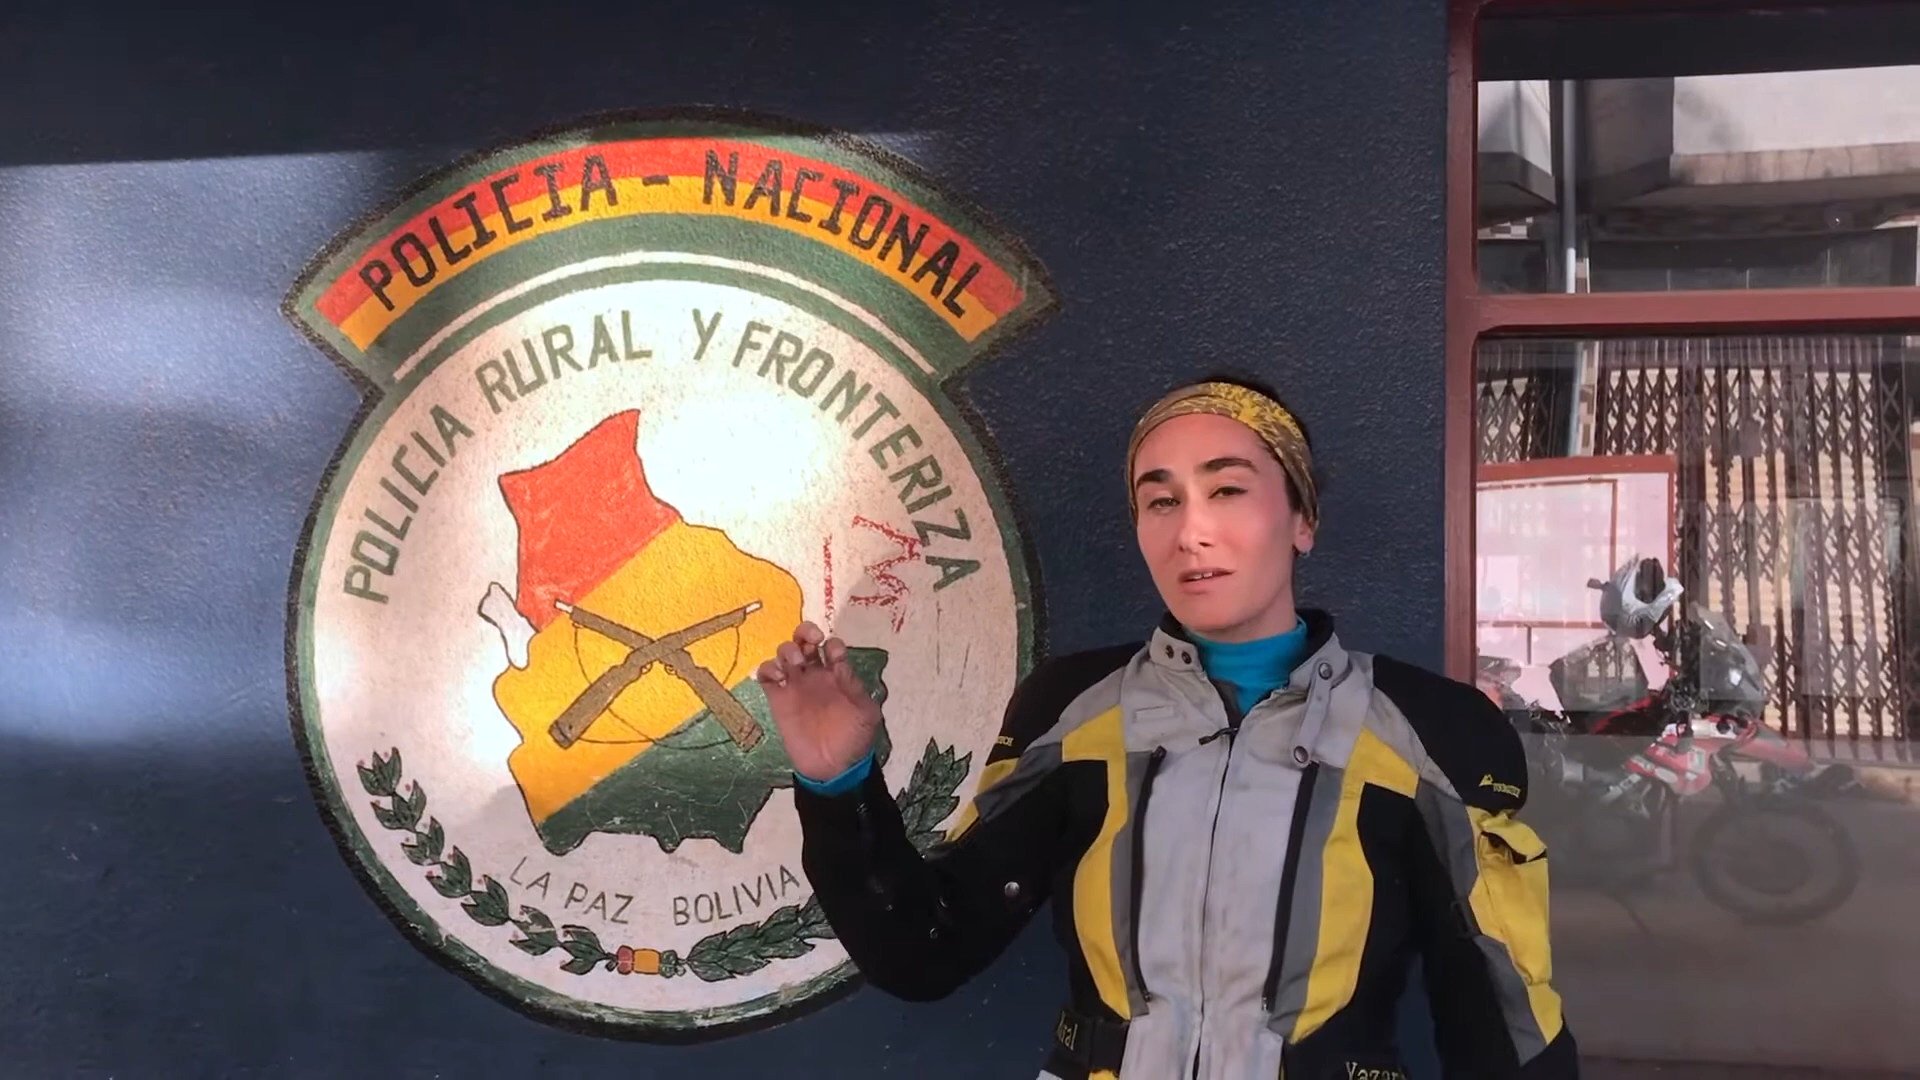 POLICIA - NACIONAL
POLICIA RURAL Y FRONTERIZA
LA PAZ BOLIVIA